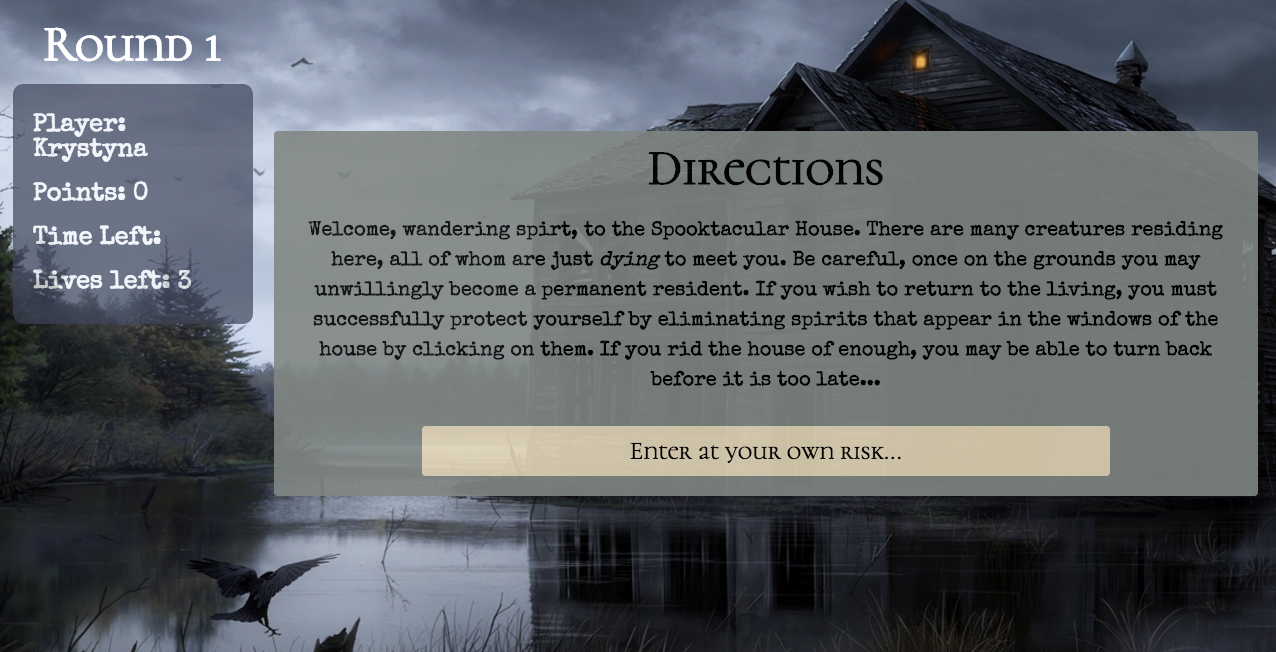 Round 1
Player:
Krystyna
Points: 0
Time Left:
Lives left: 3
Directions
Welcome, wandering spirt, to the Spooktacular House. There are many creatures residing
here, all of whom are just dying to meet you. Be careful, once on the grounds you may
unwillingly become a permanent resident. If you wish to return to the living, you must
successfully protect yourself by eliminating spirits that appear in the windows of the
house by clicking on them. If you rid the house of enough, you may be able to turn back
before it is too late...
Enter at your own risk...